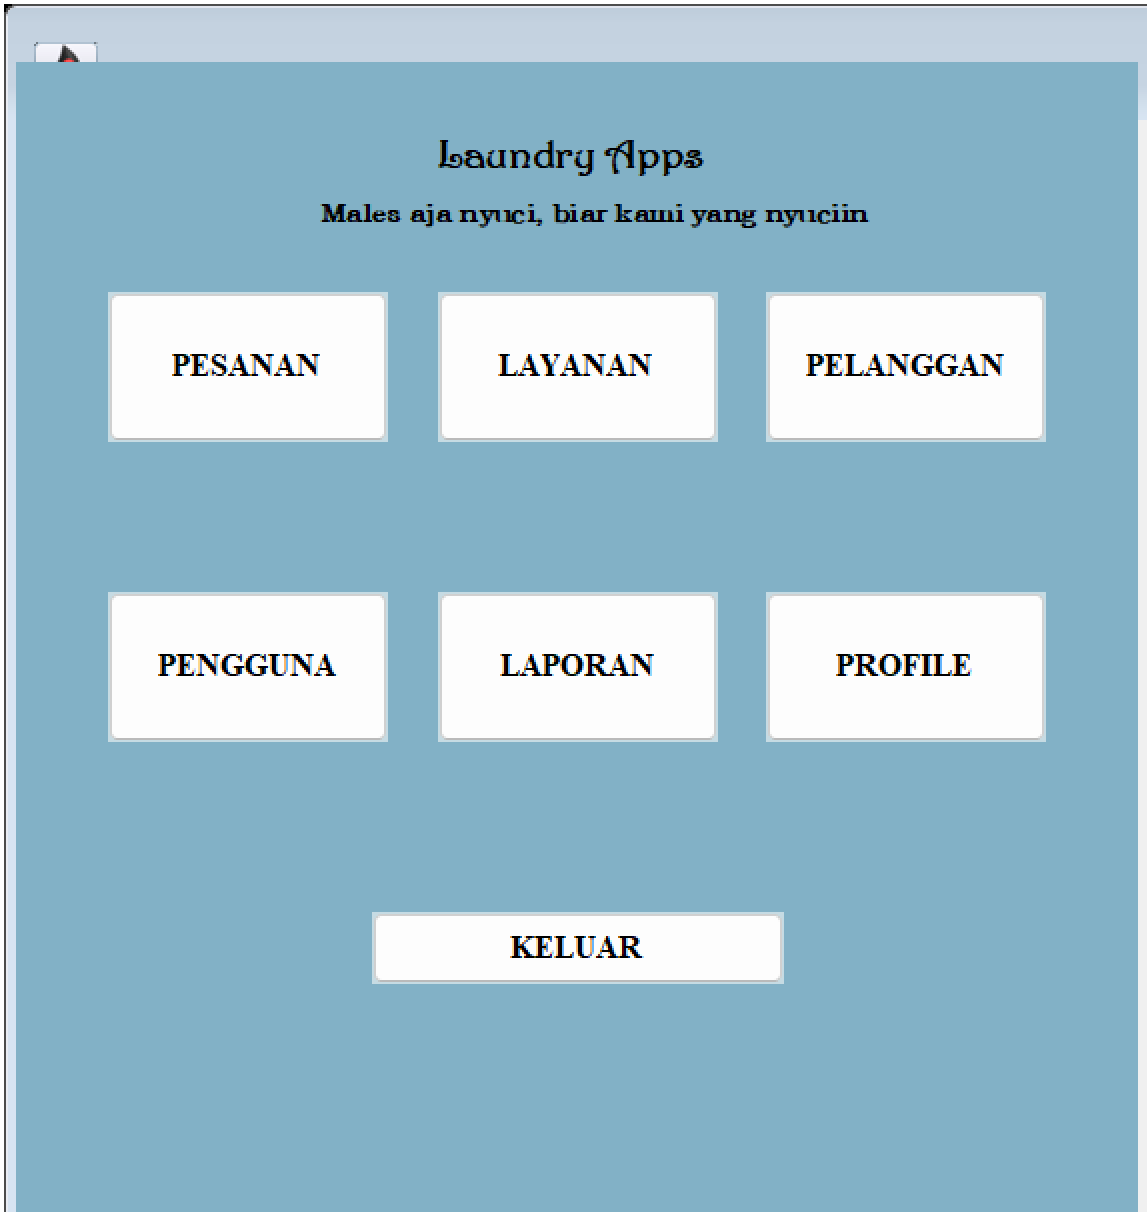 Laundry Apps
Males aja nyuci, biar kami yang nyuciin
PESANAN LAYANAN PELANGGAN
PENGGUNA LAPORAN PROFILE
KELUAR